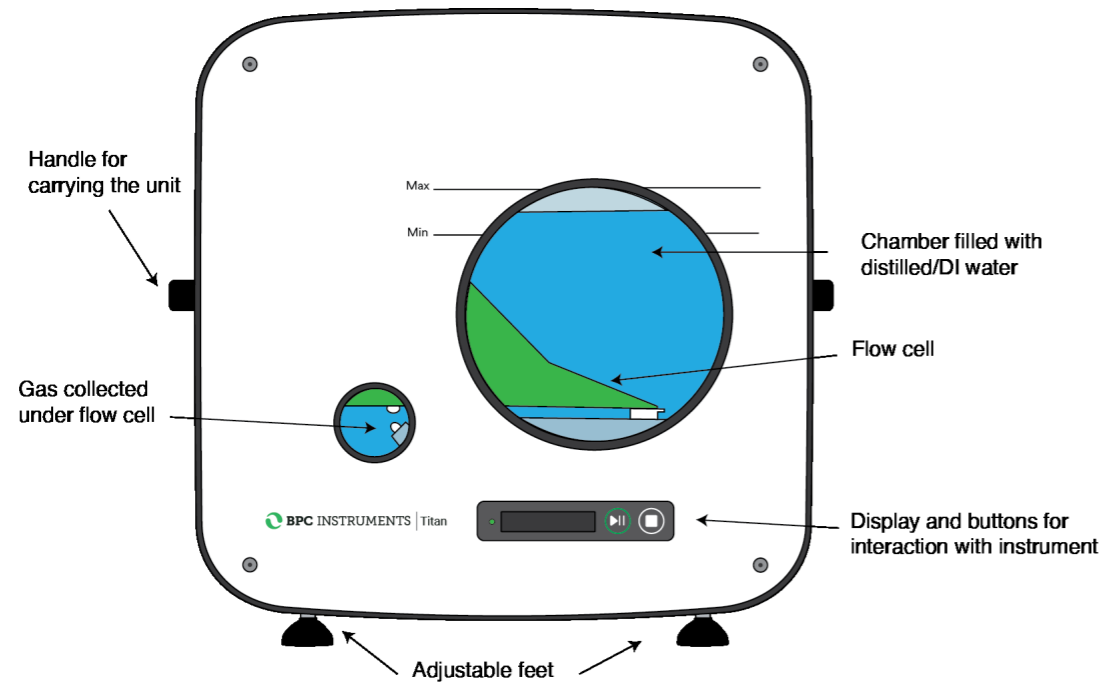 Handle for
carrying the unit
Max
Min
Chamber filled with
distilled/DI water
Flow cell
Gas collected
under flow cell
BPC INSTRUMENTS | Titan
Display and buttons for
interaction with instrument
Adjustable feet